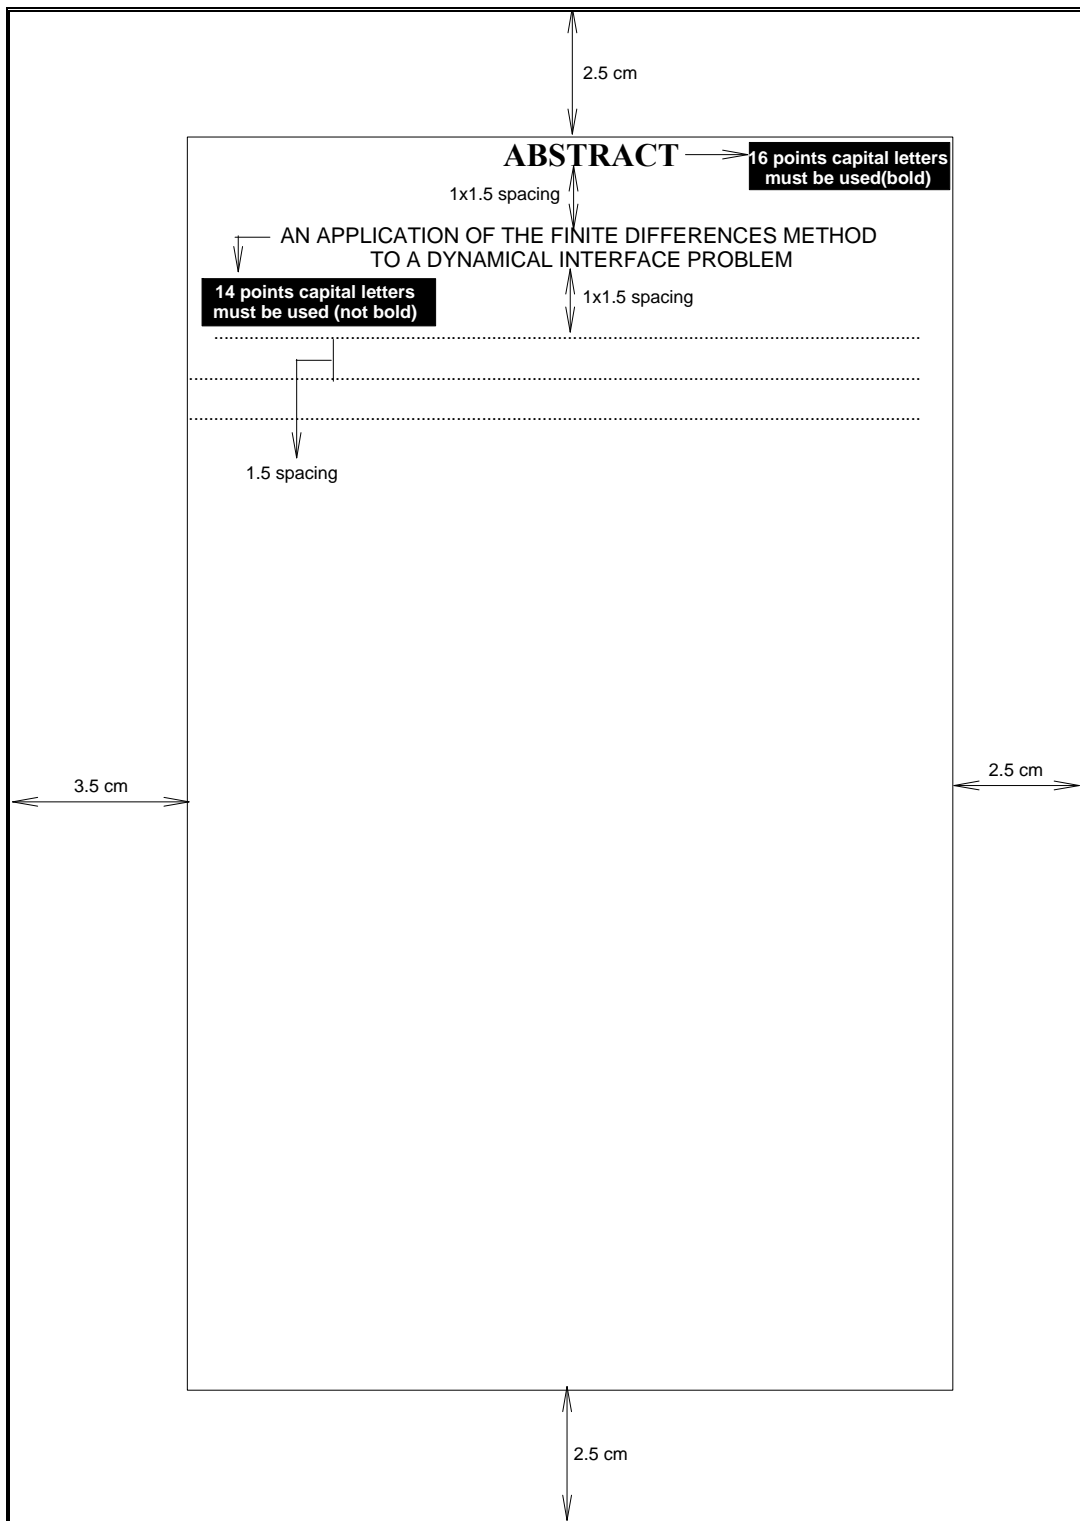 2.5 cm
ABSTRACT
16 points capital letters
must be used(bold)
1x1.5 spacing
AN APPLICATION OF THE FINITE DIFFERENCES METHOD
TO A DYNAMICAL INTERFACE PROBLEM
14 points capital letters
must be used (not bold)
1x1.5 spacing
1.5 spacing
3.5 cm
2.5 cm
2.5 cm